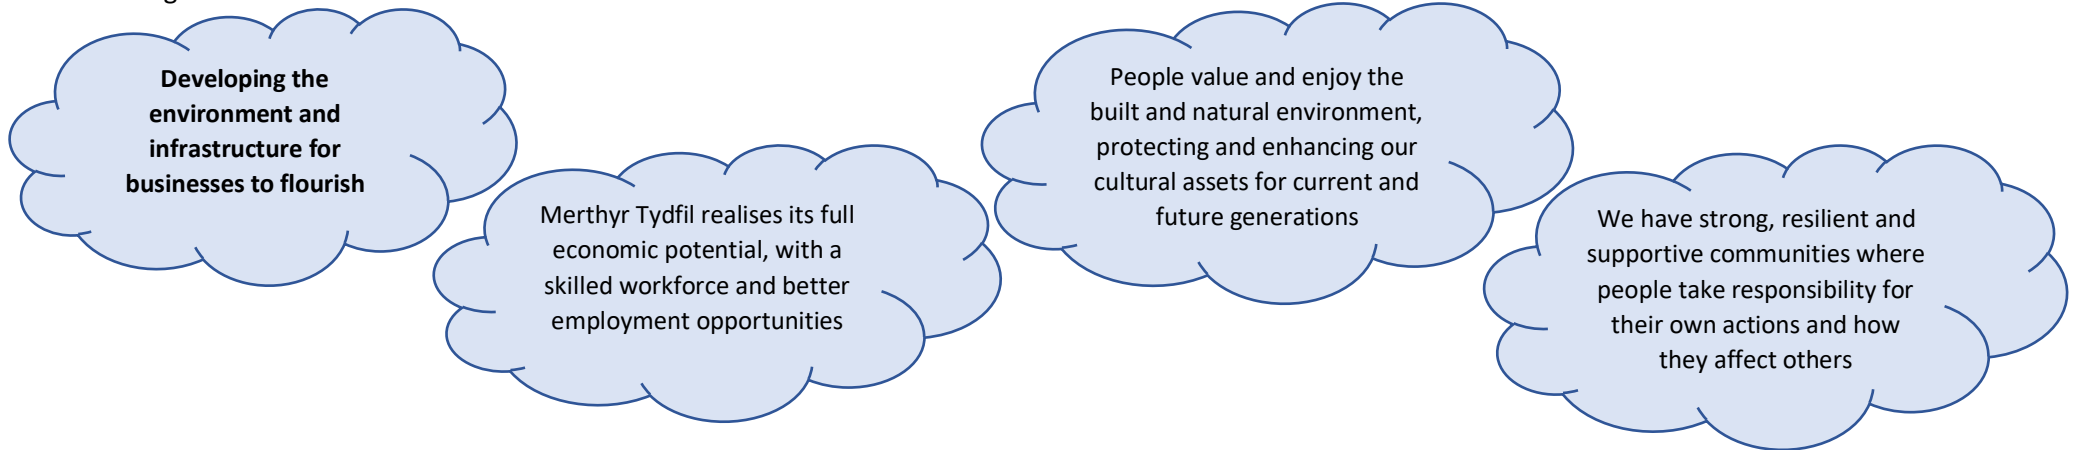 Developing the
environment and
infrastructure for
businesses to flourish
Merthyr Tydfil realises its full
economic potential, with a
skilled workforce and better
employment opportunities
People value and enjoy the
built and natural environment,
protecting and enhancing our
cultural assets for current and
future generations
We have strong, resilient and
supportive communities where
people take responsibility for
their own actions and how
they affect others